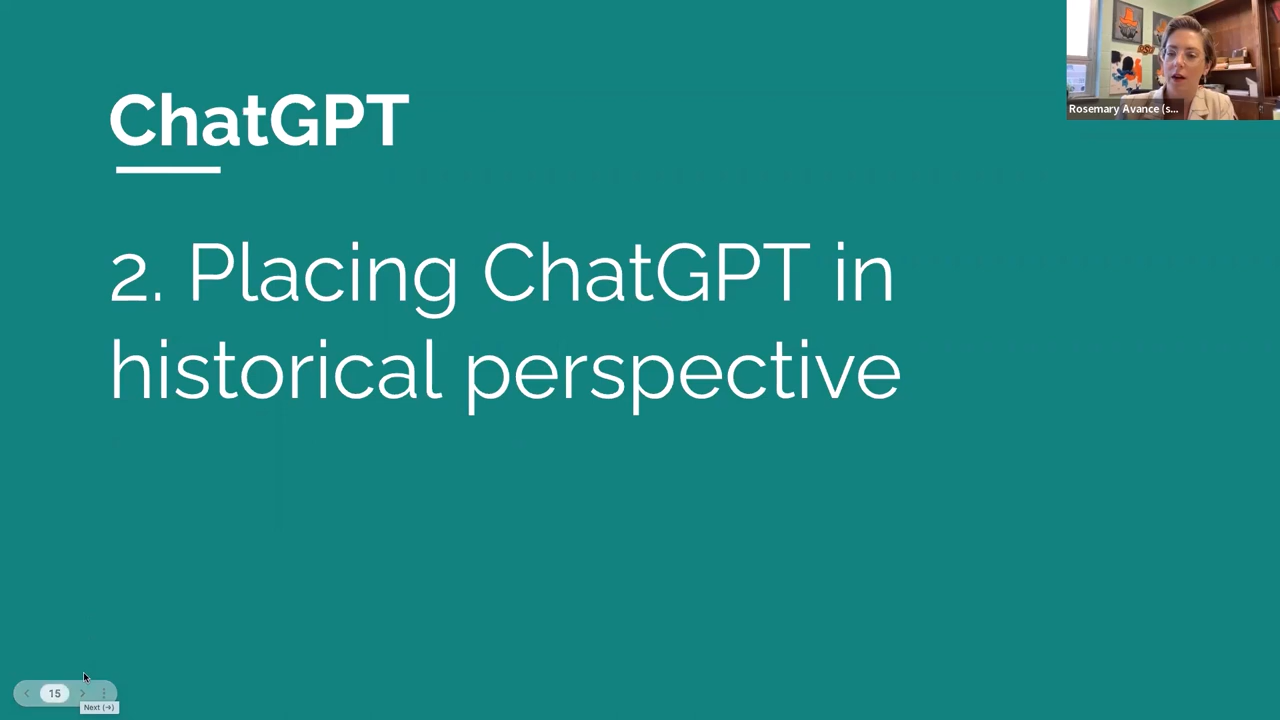 ChatGPT
Rosemary Avance (s...
2. Placing ChatGPT in
historical perspective
15
Next (→)